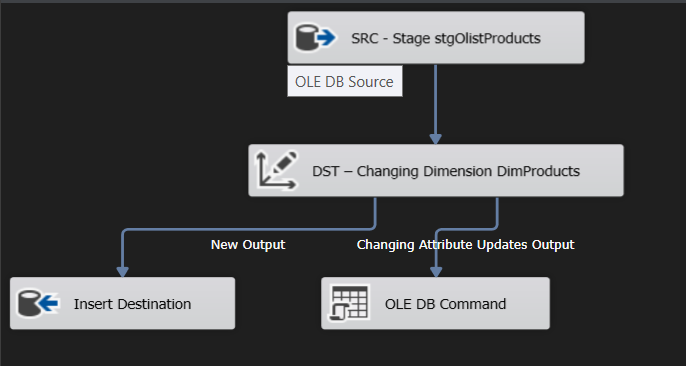 SRC - Stage stgOlistProducts
OLE DB Source
DST – Changing Dimension DimProducts
New Output
Changing Attribute Updates Output
Insert Destination
OLE DB Command